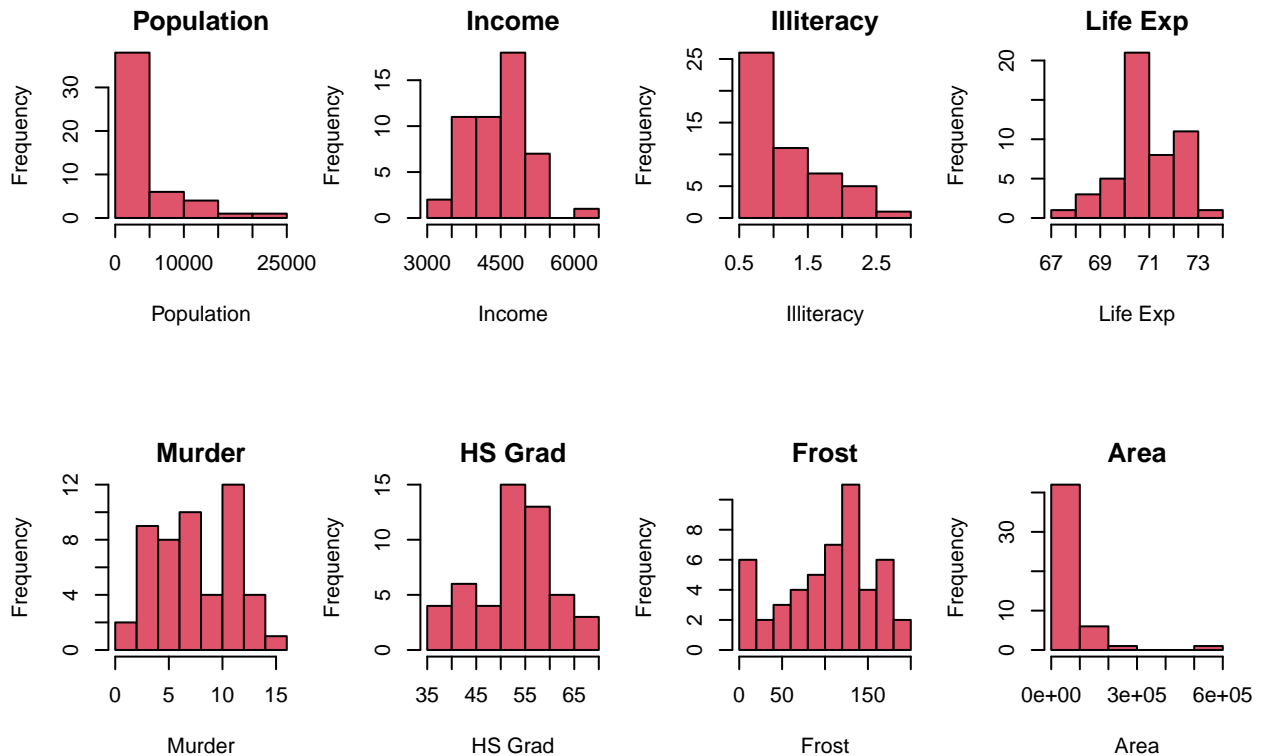 Population
Frequency
0 10 20 30
0 10000 25000
Population
Income
Frequency
0 5 10 15
3000 4500 6000
Income
Illiteracy
Frequency
0 5 15 25
0.5 1.5 2.5
Illiteracy
Life Exp
Frequency
0 5 10 20
67 69 71 73
Life Exp
Murder
Frequency
0 4 8 12
0 5 10 15
Murder
HS Grad
Frequency
0 5 10 15
35 45 55 65
HS Grad
Frost
Frequency
0 2 4 6 8
0 50 150
Frost
Area
Frequency
0 10 30
0e+00 3e+05 6e+05
Area